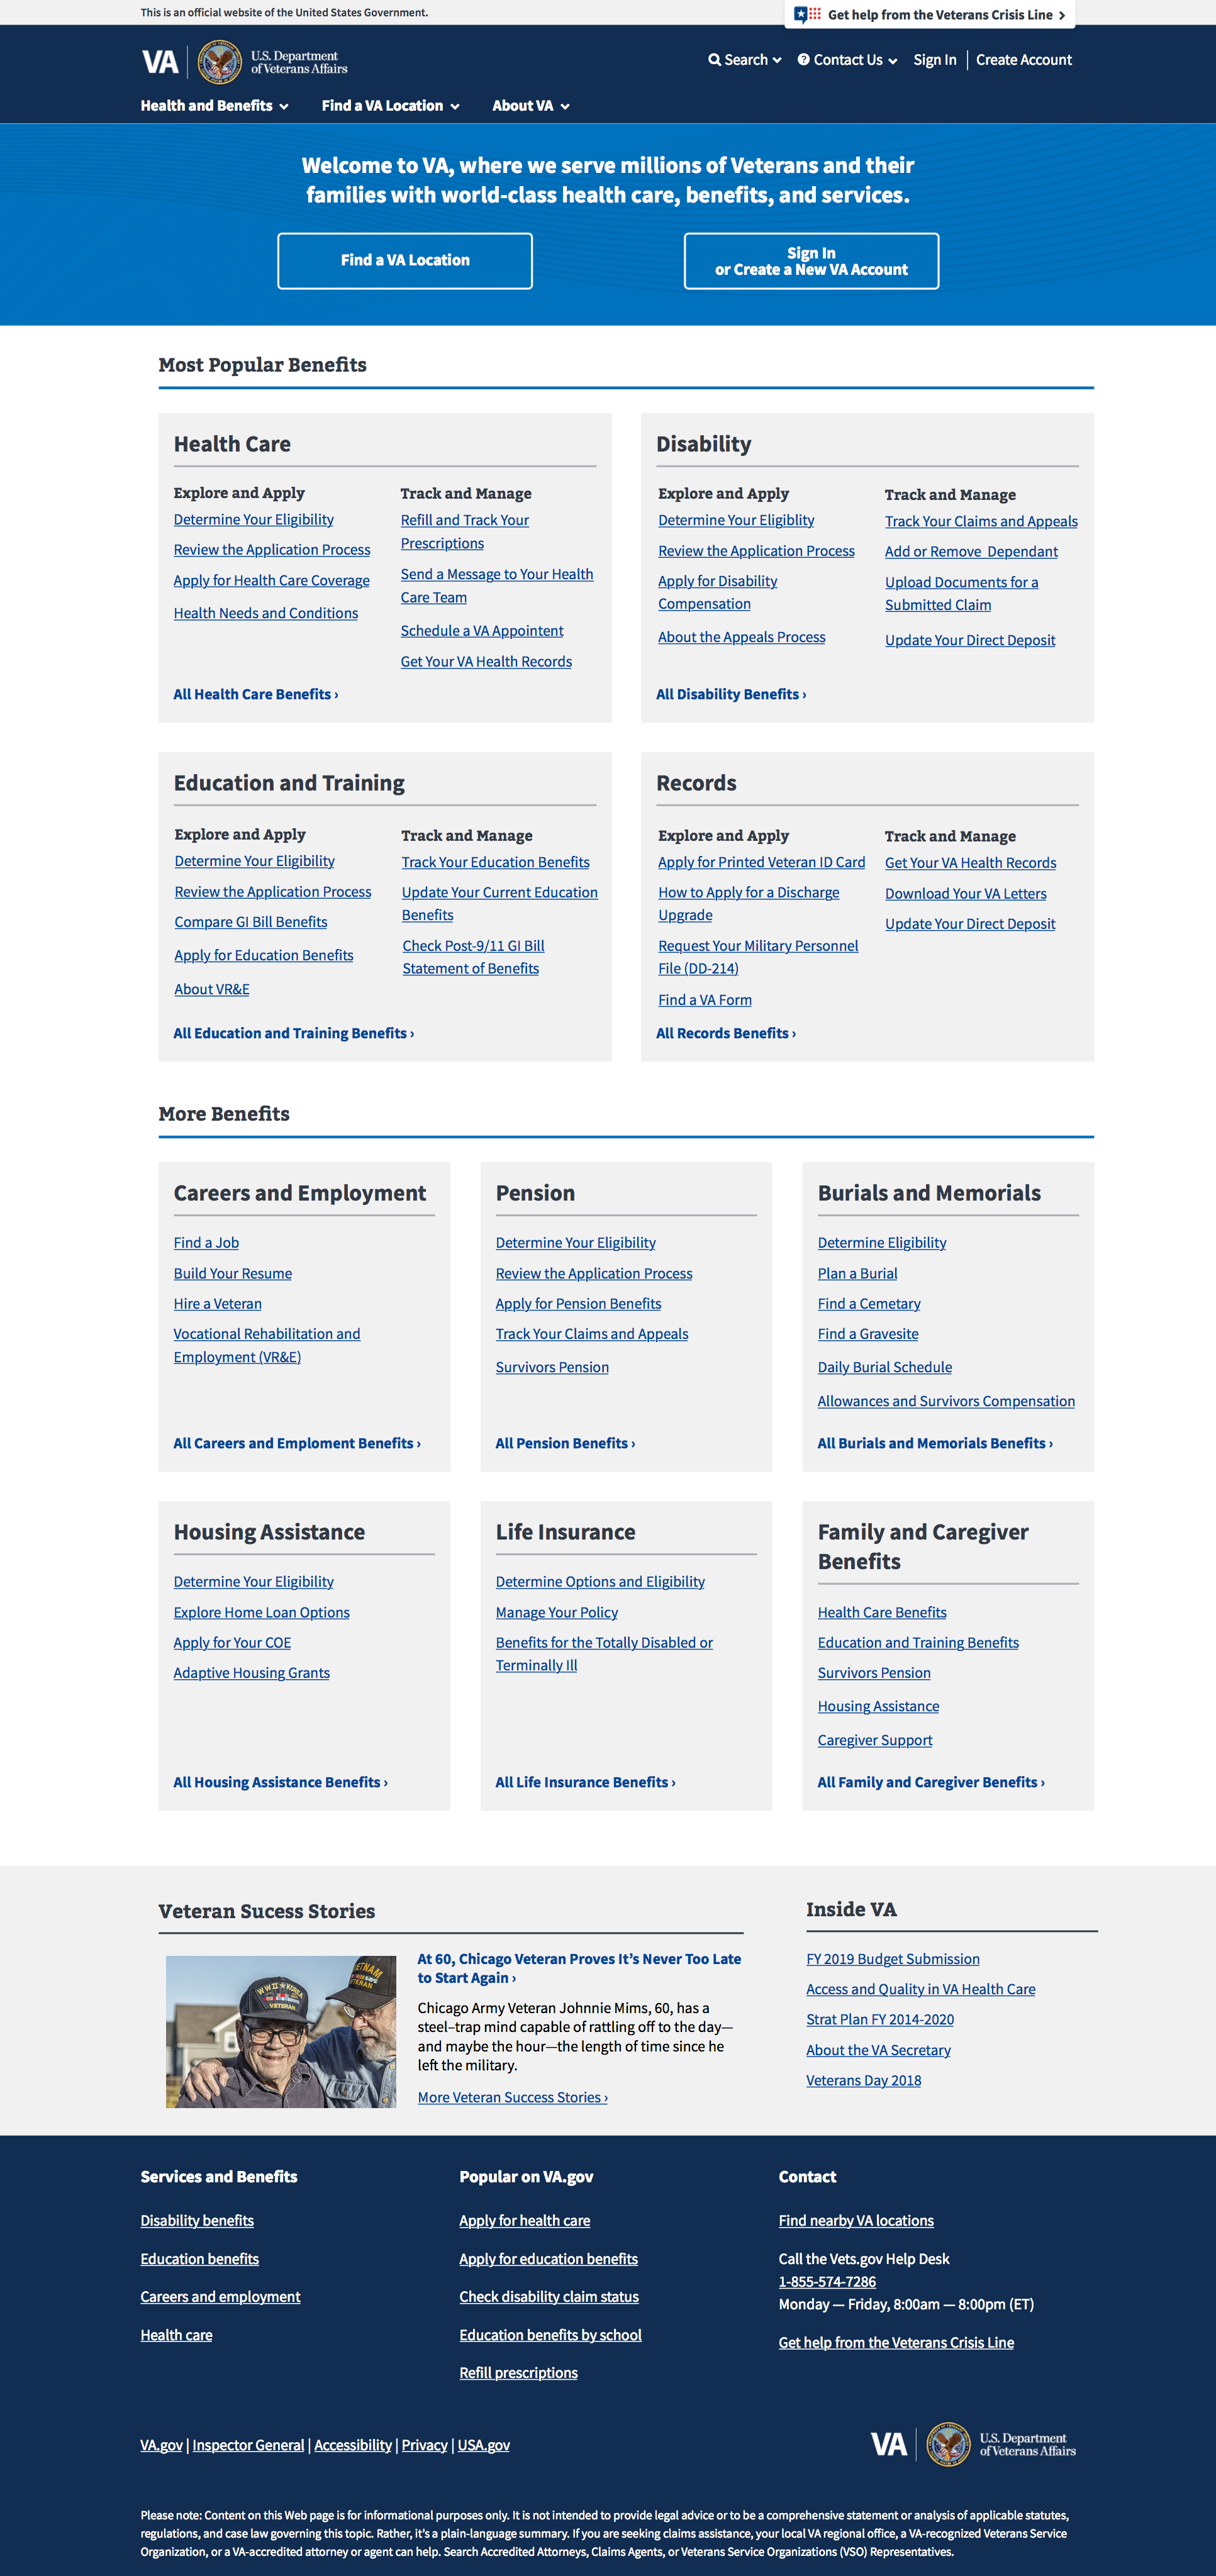 This is an official website of the United States Government.
Get help from the Veterans Crisis Line
VA
U.S. Department
of Veterans Affairs
Search
Contact Us
Sign In
Create Account
Health and Benefits
Find a VA Location
About VA
Welcome to VA, where we serve millions of Veterans and their
families with world-class health care, benefits, and services.
Find a VA Location
Sign In
or Create a New VA Account
Most Popular Benefits
Health Care
Explore and Apply
Determine Your Eligibility
Review the Application Process
Apply for Health Care Coverage
Health Needs and Conditions
Track and Manage
Refill and Track Your
Prescriptions
Send a Message to Your Health
Care Team
Schedule a VA Appointent
Get Your VA Health Records
All Health Care Benefits ›
Disability
Explore and Apply
Determine Your Eligiblity
Review the Application Process
Apply for Disability
Compensation
About the Appeals Process
Track and Manage
Track Your Claims and Appeals
Add or Remove Dependant
Upload Documents for a
Submitted Claim
Update Your Direct Deposit
All Disability Benefits ›
Education and Training
Explore and Apply
Determine Your Eligibility
Review the Application Process
Compare GI Bill Benefits
Apply for Education Benefits
About VR&E
Track and Manage
Track Your Education Benefits
Update Your Current Education
Benefits
Check Post-9/11 GI Bill
Statement of Benefits
All Education and Training Benefits ›
Records
Explore and Apply
Apply for Printed Veteran ID Card
How to Apply for a Discharge
Upgrade
Request Your Military Personnel
File (DD-214)
Find a VA Form
Track and Manage
Get Your VA Health Records
Download Your VA Letters
Update Your Direct Deposit
All Records Benefits ›
More Benefits
Careers and Employment
Find a Job
Build Your Resume
Hire a Veteran
Vocational Rehabilitation and
Employment (VR&E)
All Careers and Emploment Benefits ›
Pension
Determine Your Eligibility
Review the Application Process
Apply for Pension Benefits
Track Your Claims and Appeals
Survivors Pension
All Pension Benefits ›
Burials and Memorials
Determine Eligibility
Plan a Burial
Find a Cemetary
Find a Gravesite
Daily Burial Schedule
Allowances and Survivors Compensation
All Burials and Memorials Benefits ›
Housing Assistance
Determine Your Eligibility
Explore Home Loan Options
Apply for Your COE
Adaptive Housing Grants
All Housing Assistance Benefits ›
Life Insurance
Determine Options and Eligibility
Manage Your Policy
Benefits for the Totally Disabled or
Terminally Ill
All Life Insurance Benefits ›
Family and Caregiver
Benefits
Health Care Benefits
Education and Training Benefits
Survivors Pension
Housing Assistance
Caregiver Support
All Family and Caregiver Benefits ›
Veteran Sucess Stories
WWII KOREA
VETERAN
VETERAN
At 60, Chicago Veteran Proves It's Never Too Late
to Start Again ›
Chicago Army Veteran Johnnie Mims, 60, has a
steel–trap mind capable of rattling off to the day—
and maybe the hour—the length of time since he
left the military.
More Veteran Success Stories ›
Inside VA
FY 2019 Budget Submission
Access and Quality in VA Health Care
Strat Plan FY 2014-2020
About the VA Secretary
Veterans Day 2018
Services and Benefits
Disability benefits
Education benefits
Careers and employment
Health care
Popular on VA.gov
Apply for health care
Apply for education benefits
Check disability claim status
Education benefits by school
Refill prescriptions
Contact
Find nearby VA locations
Call the Vets.gov Help Desk
1-855-574-7286
Monday — Friday, 8:00am — 8:00pm (ET)
Get help from the Veterans Crisis Line
VA.gov | Inspector General | Accessibility | Privacy | USA.gov
VA
U.S. Department
of Veterans Affairs
Please note: Content on this Web page is for informational purposes only. It is not intended to provide legal advice or to be a comprehensive statement or analysis of applicable statutes,
regulations, and case law governing this topic. Rather, it's a plain-language summary. If you are seeking claims assistance, your local VA regional office, a VA-recognized Veterans Service
Organization, or a VA-accredited attorney or agent can help. Search Accredited Attorneys, Claims Agents, or Veterans Service Organizations (VSO) Representatives.